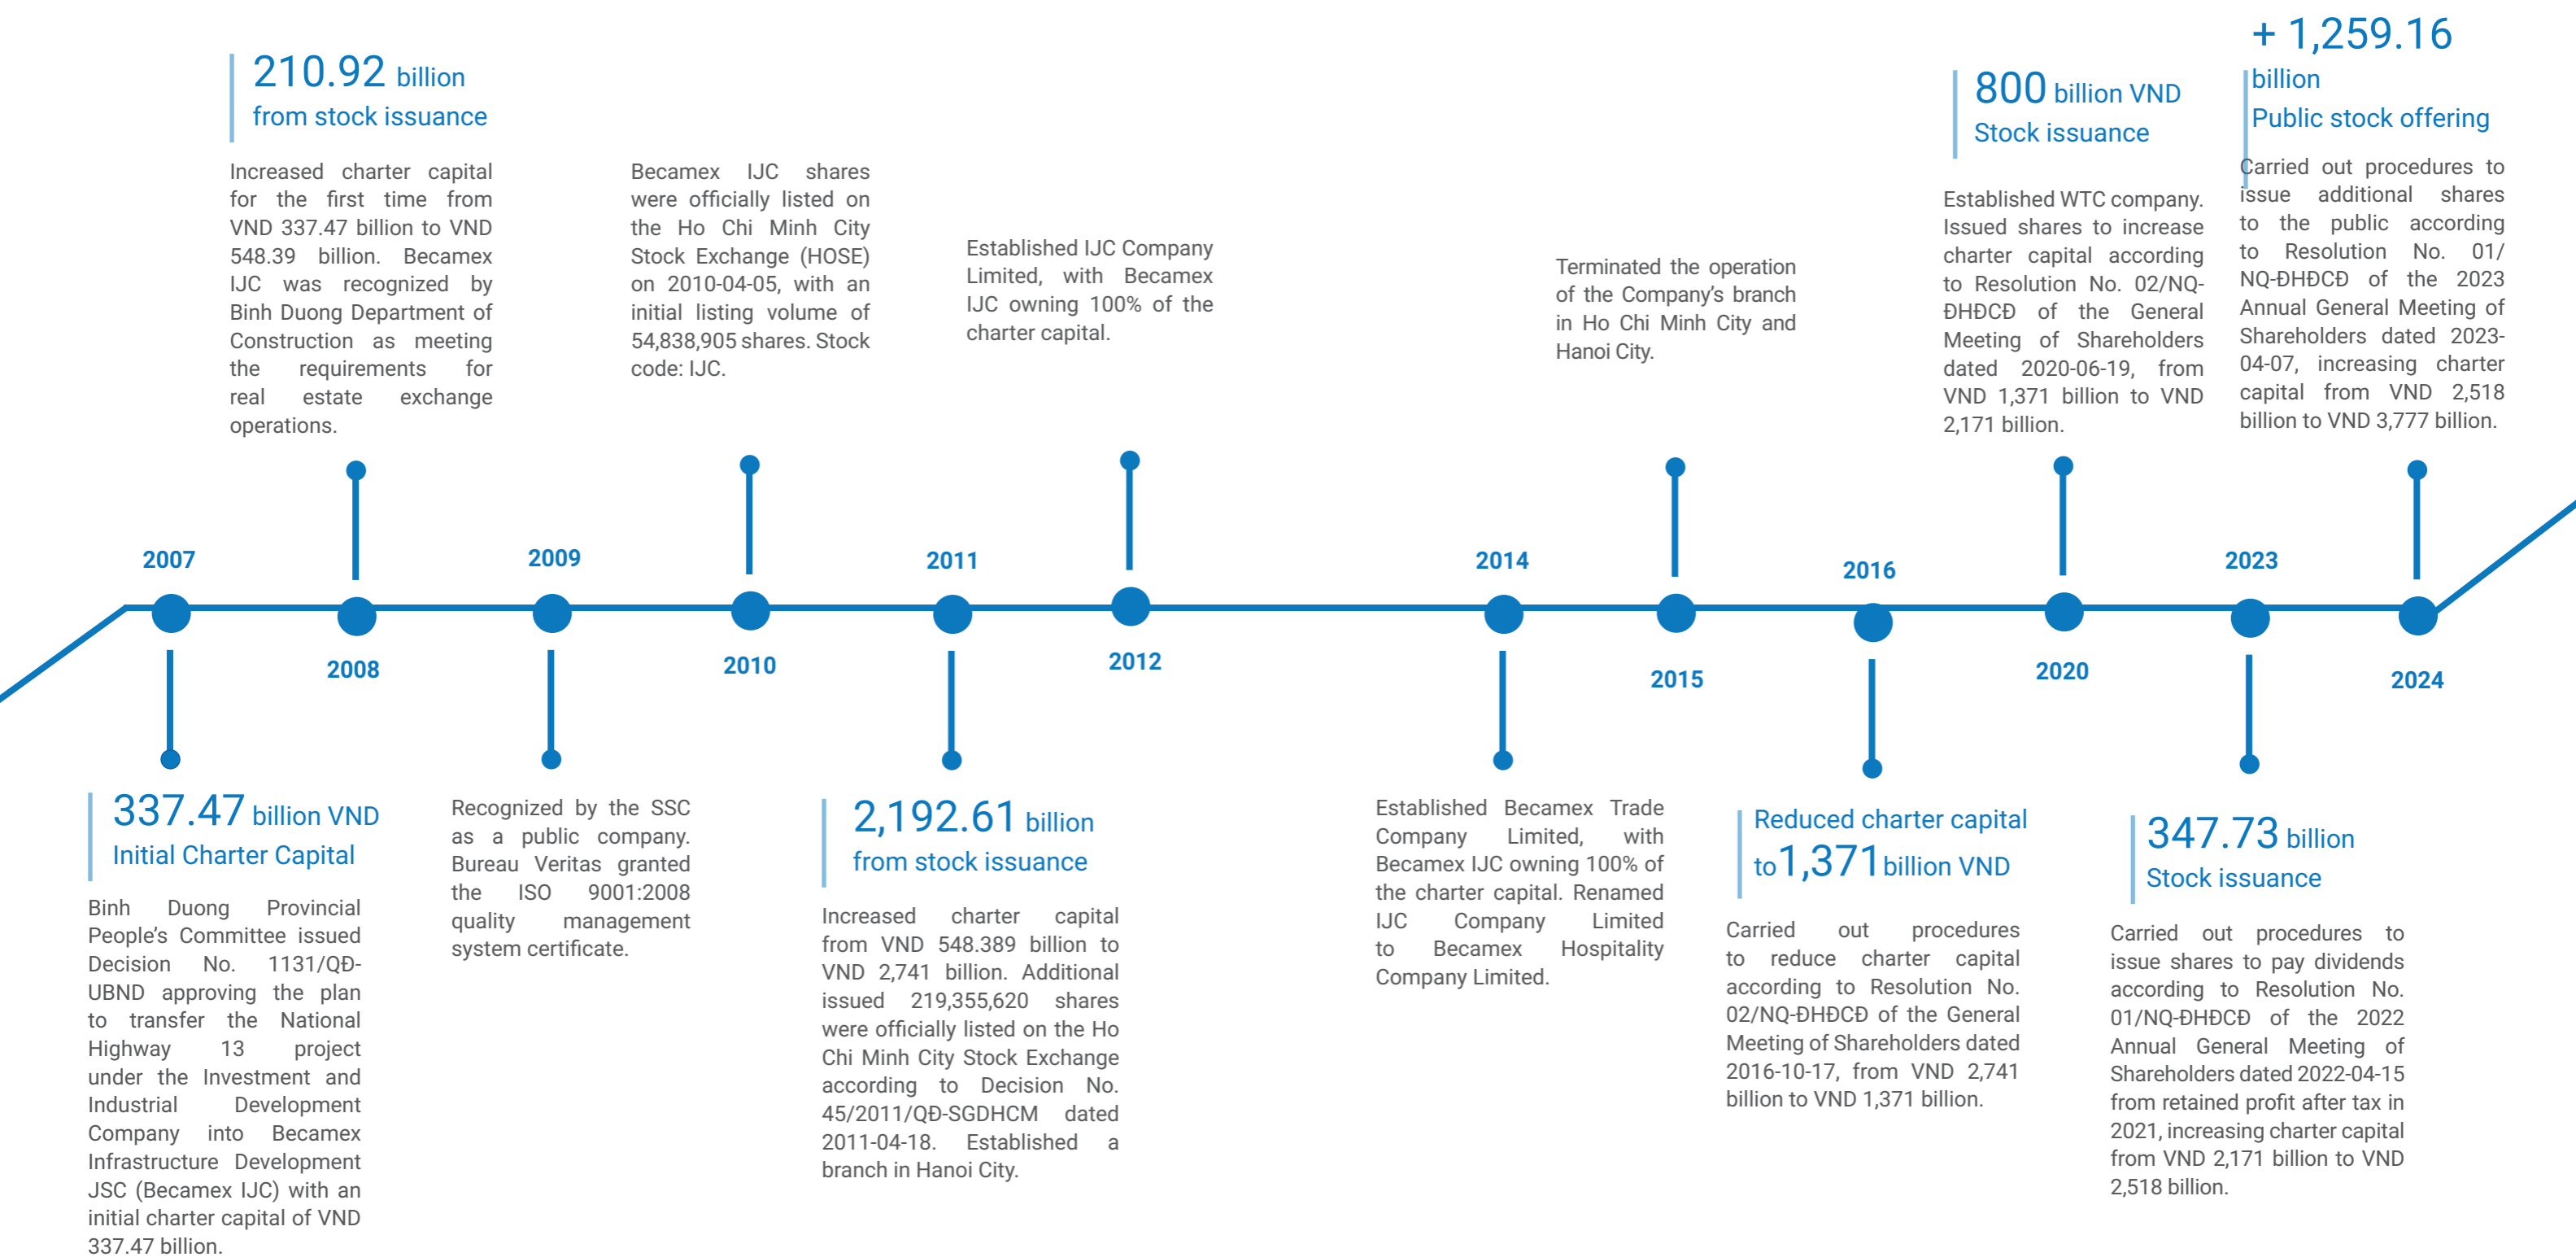 210.92 billion
from stock issuance
Increased charter capital
for the first time from
VND 337.47 billion to VND
548.39 billion. Becamex
IJC was recognized by
Binh Duong Department of
Construction as meeting
the requirements for
real estate exchange
operations.
Becamex IJC shares
were officially listed on
the Ho Chi Minh City
Stock Exchange (HOSE)
on 2010-04-05, with an
initial listing volume of
54,838,905 shares. Stock
code: IJC.
Established IJC Company
Limited, with Becamex
IJC owning 100% of the
charter capital.
Terminated the operation
of the Company's branch
in Ho Chi Minh City and
Hanoi City.
800 billion VND
Stock issuance
Established WTC company.
Issued shares to increase
charter capital according
to Resolution No. 02/NQ-
ĐHĐCĐ of the General
Meeting of Shareholders
dated 2020-06-19, from
VND 1,371 billion to VND
2,171 billion.
+ 1,259.16
billion
Public stock offering
Carried out procedures to
issue additional shares
to the public according
to Resolution No. 01/
NQ-ĐHĐCĐ of the 2023
Annual General Meeting of
Shareholders dated 2023-
04-07, increasing charter
capital from VND 2,518
billion to VND 3,777 billion.
2007
2008
2009
2010
2011
2012
2014
2015
2016
2020
2023
2024
337.47 billion VND
Initial Charter Capital
Binh Duong Provincial
People's Committee issued
Decision No. 1131/QĐ-
UBND approving the plan
to transfer the National
Highway 13 project
under the Investment and
Industrial Development
Company into Becamex
Infrastructure Development
JSC (Becamex IJC) with an
initial charter capital of VND
337.47 billion.
Recognized by the SSC
as a public company.
Bureau Veritas granted
the ISO 9001:2008
quality management
system certificate.
2,192.61 billion
from stock issuance
Increased charter capital
from VND 548.389 billion to
VND 2,741 billion. Additional
issued 219,355,620 shares
were officially listed on the Ho
Chi Minh City Stock Exchange
according to Decision No.
45/2011/QĐ-SGDHCM dated
2011-04-18. Established a
branch in Hanoi City.
Established Becamex Trade
Company Limited, with
Becamex IJC owning 100% of
the charter capital. Renamed
IJC Company Limited
to Becamex Hospitality
Company Limited.
Reduced charter capital
to1,371billion VND
Carried out procedures
to reduce charter capital
according to Resolution No.
02/NQ-ĐHĐCĐ of the General
Meeting of Shareholders dated
2016-10-17, from VND 2,741
billion to VND 1,371 billion.
347.73 billion
Stock issuance
Carried out procedures to
issue shares to pay dividends
according to Resolution No.
01/NQ-ĐHĐCĐ of the 2022
Annual General Meeting of
Shareholders dated 2022-04-15
from retained profit after tax in
2021, increasing charter capital
from VND 2,171 billion to VND
2,518 billion.